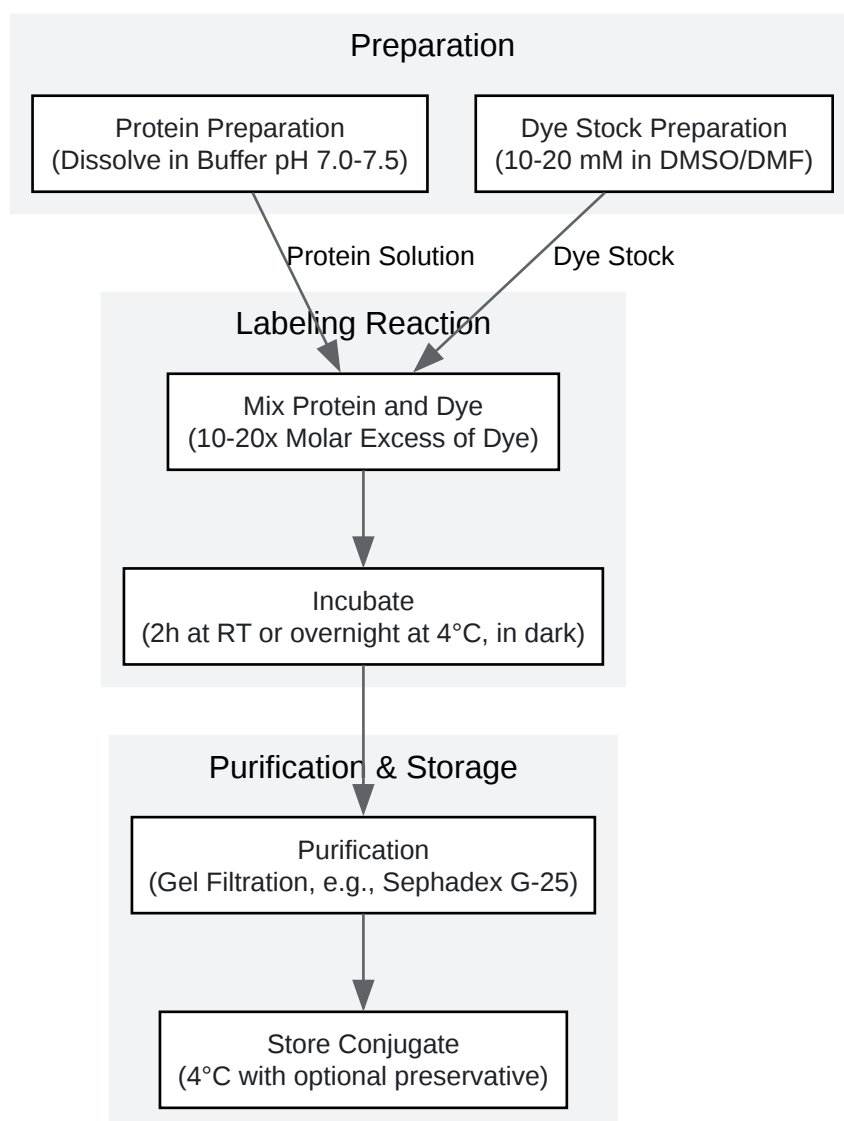 Preparation
Protein Preparation
(Dissolve in Buffer pH 7.0-7.5)
Dye Stock Preparation
(10-20 mM in DMSO/DMF)
Protein Solution
Dye Stock
Labeling Reaction
Mix Protein and Dye
(10-20x Molar Excess of Dye)
Incubate
(2h at RT or overnight at 4°C, in dark)
Purification & Storage
Purification
(Gel Filtration, e.g., Sephadex G-25)
Store Conjugate
(4°C with optional preservative)